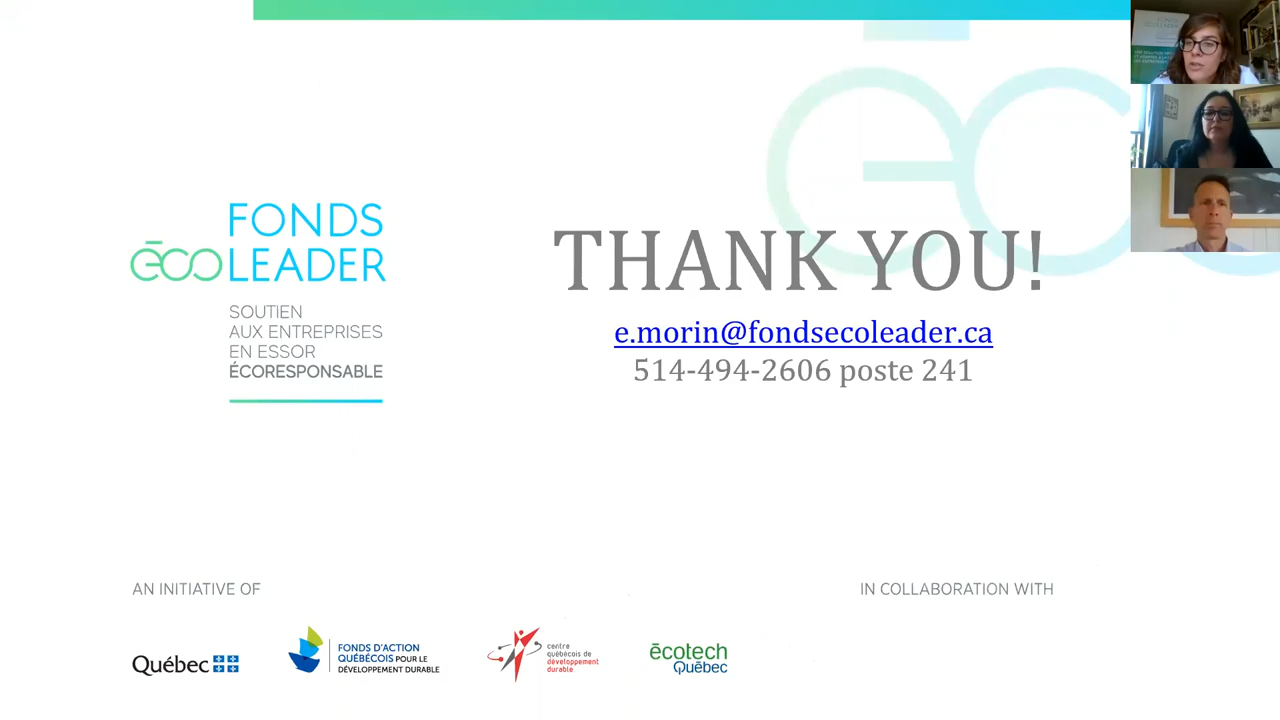 FONDS
écoLEADER
SOUTIEN
AUX ENTREPRISES
EN ESSOR
ÉCORESPONSABLE
THANK YOU!
e.morin@fondsecoleader.ca
514-494-2606 poste 241
AN INITIATIVE OF
IN COLLABORATION WITH
Québec
FONDS D'ACTION
QUÉBÉCOIS POUR LE
DÉVELOPPEMENT DURABLE
centre
québécois de
développement
durable
écotech
Québec